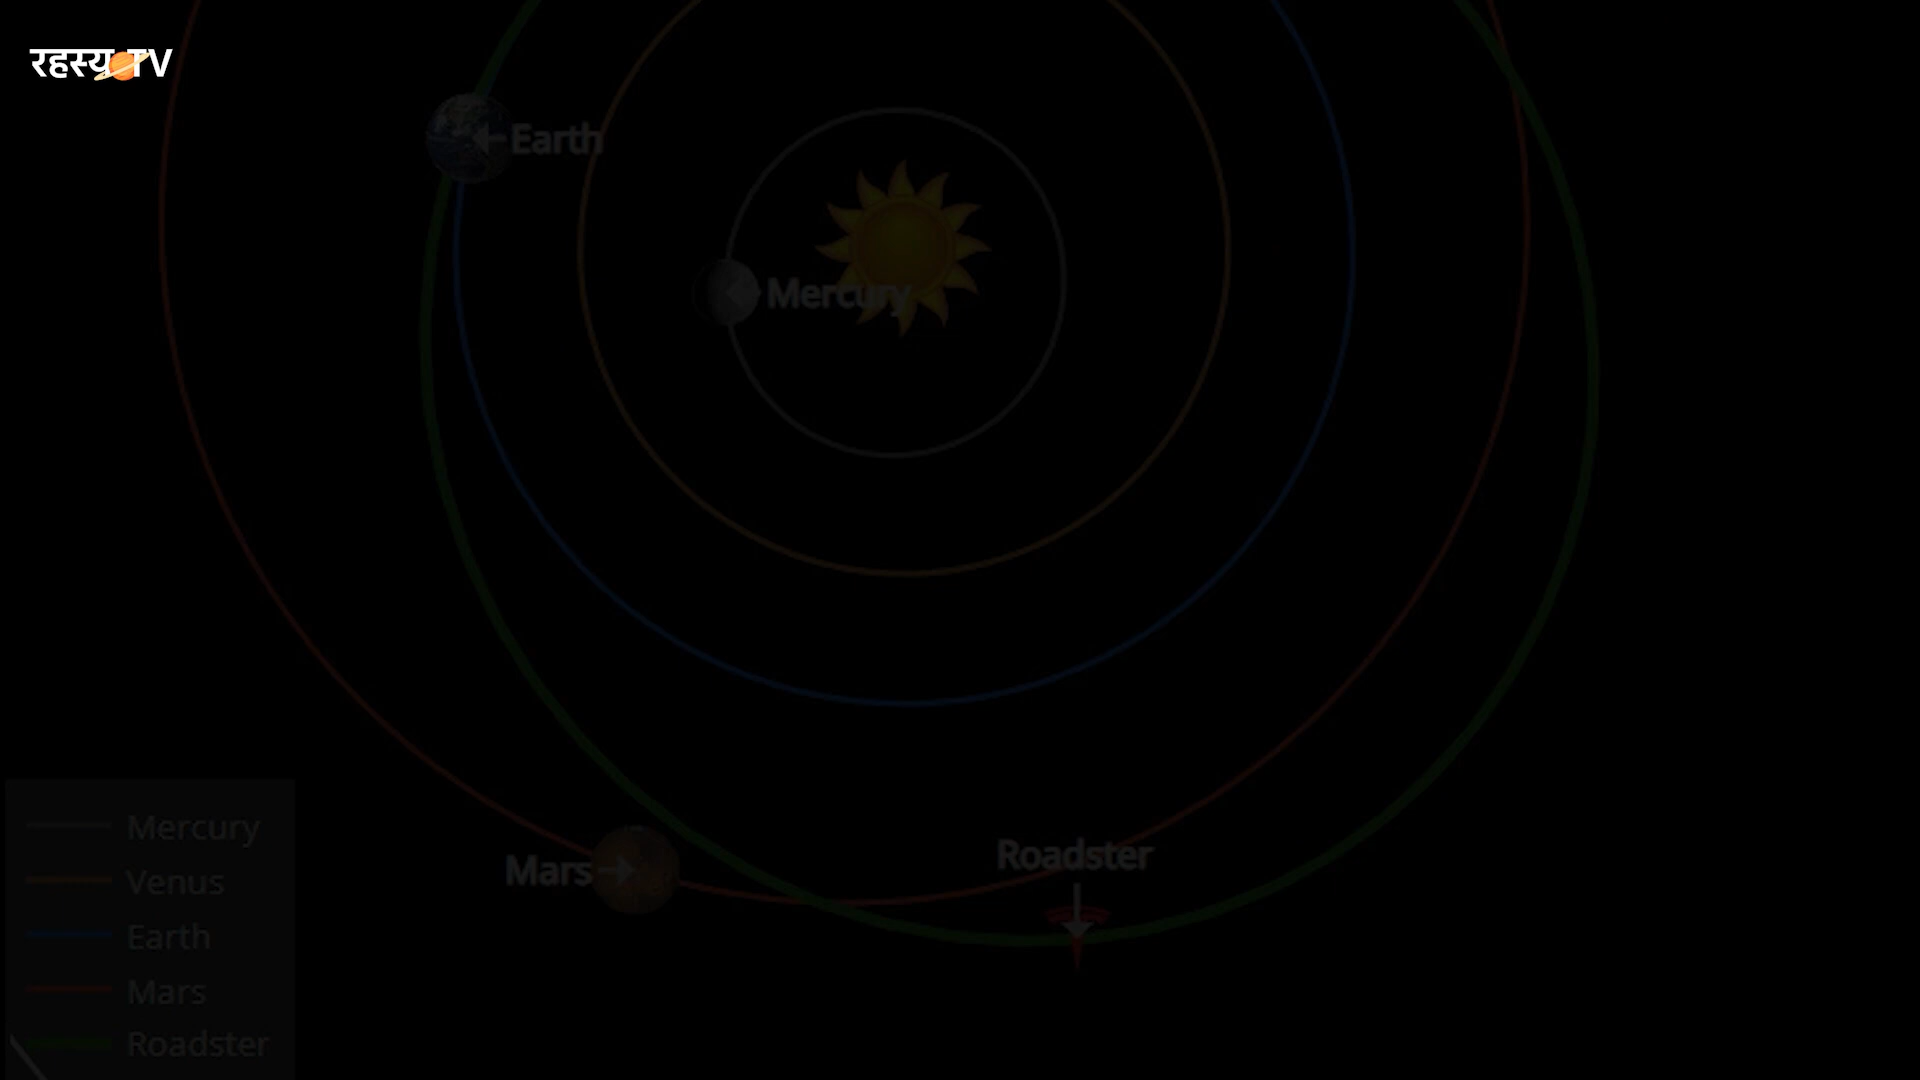 रहस्य TV
Earth
Mercury
Mars
Roadster
Mercury
Venus
Earth
Mars
Roadster